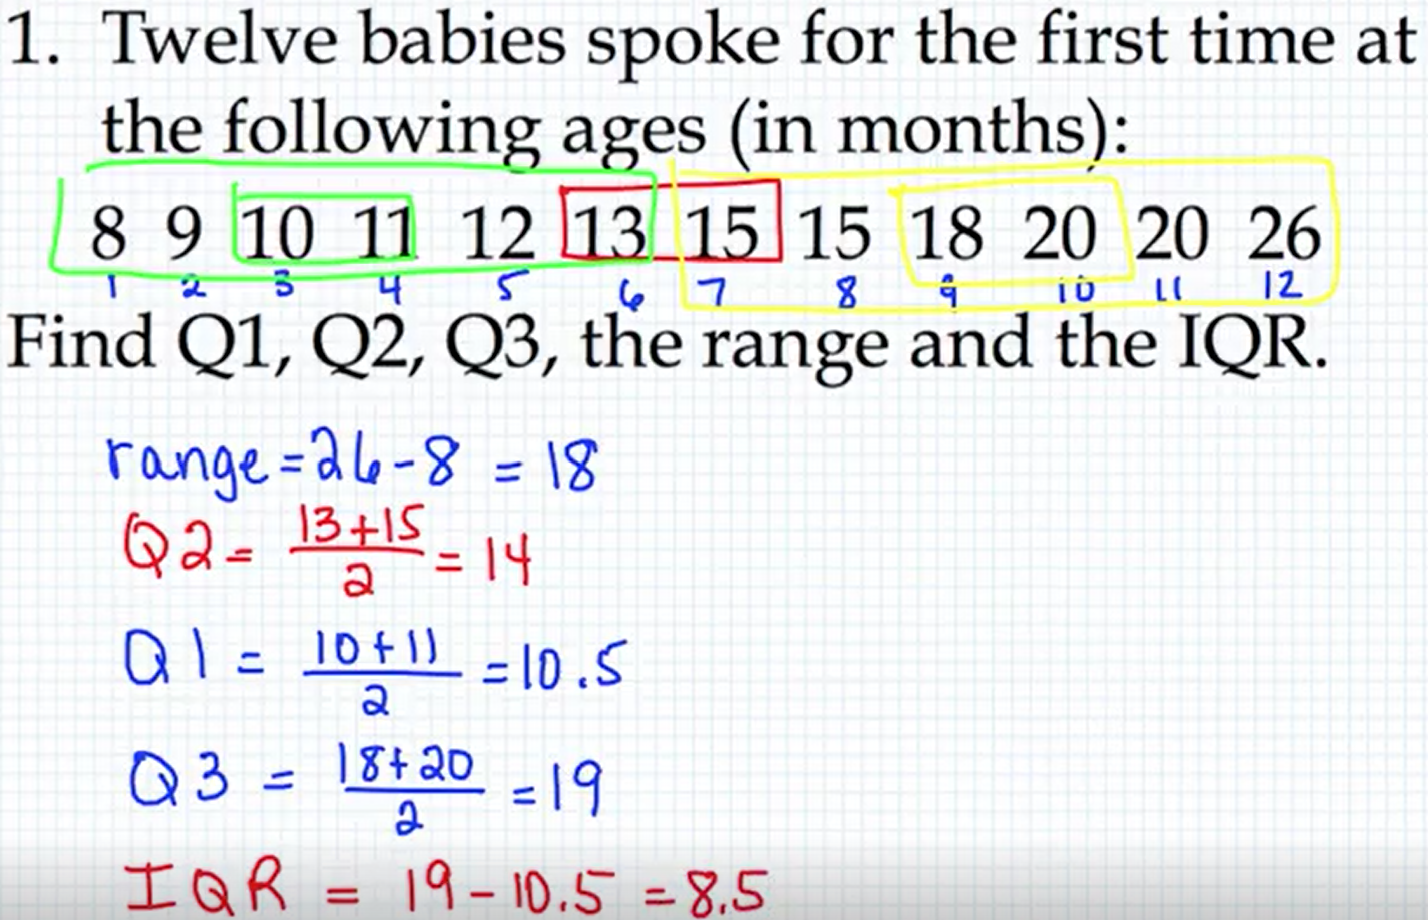 1. Twelve babies spoke for the first time at
the following ages (in months):
8 9 10 11 12 13 15 15 18 20 20 26
1 2 3 4 5 6 7 8 9 10 11 12
Find Q1, Q2, Q3, the range and the IQR.
range = 26 - 8 = 18
Q2 = 13+15/2 = 14
Q1 = 10+11/2 = 10.5
Q3 = 18+20/2 = 19
IQR = 19 - 10.5 = 8.5